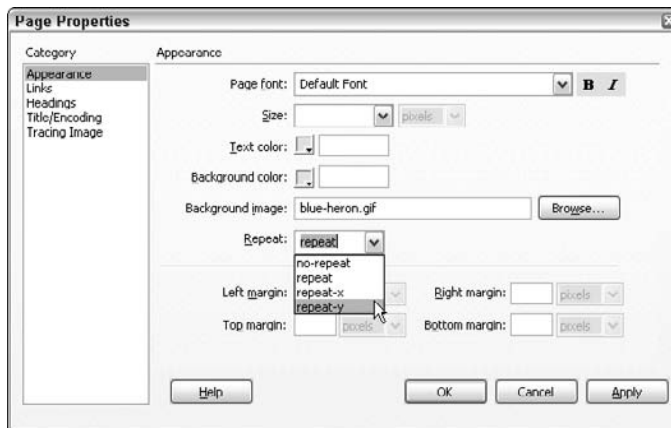 Page Properties
Category
Appearance
Links
Headings
Title/Encoding
Tracing Image
Appearance
Page font: Default Font B I
Size: pixels
Text color:
Background color:
Background image: blue-heron.gif Browse...
Repeat: repeat
no-repeat
repeat
repeat-x
repeat-y
Left margin: Right margin: pixels
Top margin: pixels Bottom margin: pixels
Help OK Cancel Apply